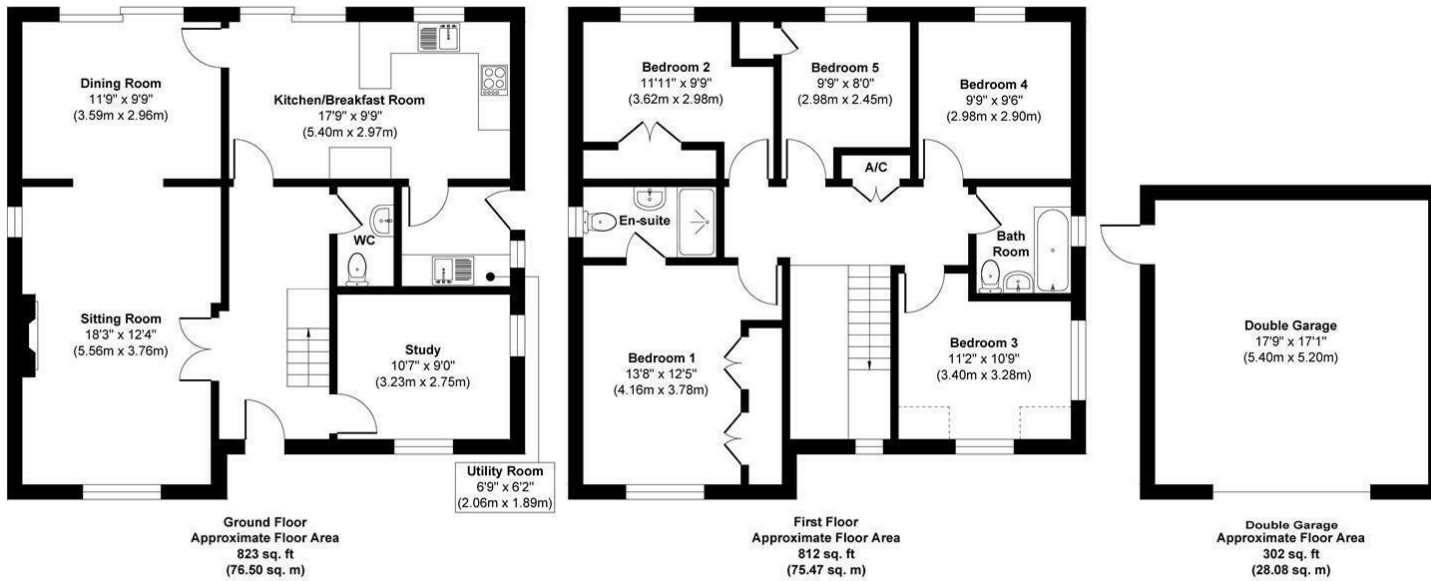 Dining Room
11'9" x 9'9"
(3.59m x 2.96m)
Kitchen/Breakfast Room
17'9" x 9'9"
(5.40m x 2.97m)
WC
Sitting Room
18'3" x 12'4"
(5.56m x 3.76m)
Study
10'7" x 9'0"
(3.23m x 2.75m)
Utility Room
6'9" x 6'2"
(2.06m x 1.89m)
Ground Floor
Approximate Floor Area
823 sq. ft
(76.50 sq. m)
Bedroom 2
11'11" x 9'9"
(3.62m x 2.98m)
Bedroom 5
9'9" x 8'0"
(2.98m x 2.45m)
Bedroom 4
9'9" x 9'6"
(2.98m x 2.90m)
A/C
En-suite
Bath
Room
Bedroom 1
13'8" x 12'5"
(4.16m x 3.78m)
Bedroom 3
11'2" x 10'9"
(3.40m x 3.28m)
First Floor
Approximate Floor Area
812 sq. ft
(75.47 sq. m)
Double Garage
17'9" x 17'1"
(5.40m x 5.20m)
Double Garage
Approximate Floor Area
302 sq. ft
(28.08 sq. m)